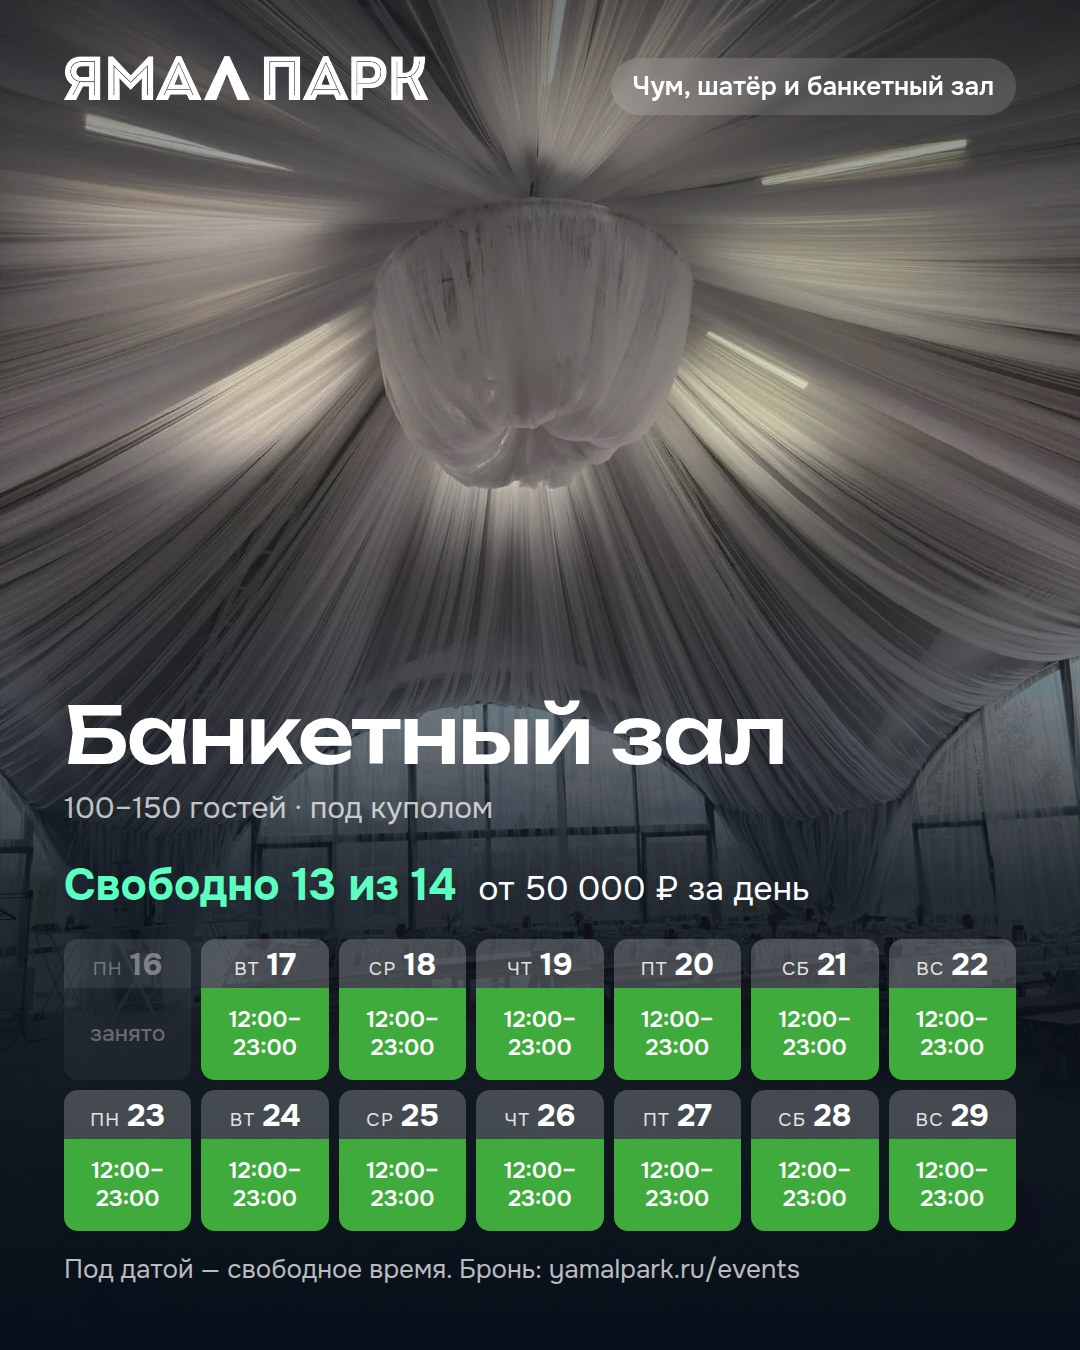 ЯМАЛ ПАРК
Чум, шатёр и банкетный зал
Банкетный зал
100–150 гостей · под куполом
Свободно 13 из 14 от 50 000 ₽ за день
ПН 16 ВТ 17 СР 18 ЧТ 19 ПТ 20 СБ 21 ВС 22
занято 12:00– 12:00– 12:00– 12:00– 12:00– 12:00–
23:00 23:00 23:00 23:00 23:00 23:00
ПН 23 ВТ 24 СР 25 ЧТ 26 ПТ 27 СБ 28 ВС 29
12:00– 12:00– 12:00– 12:00– 12:00– 12:00– 12:00–
23:00 23:00 23:00 23:00 23:00 23:00 23:00
Под датой — свободное время. Бронь: yamalpark.ru/events